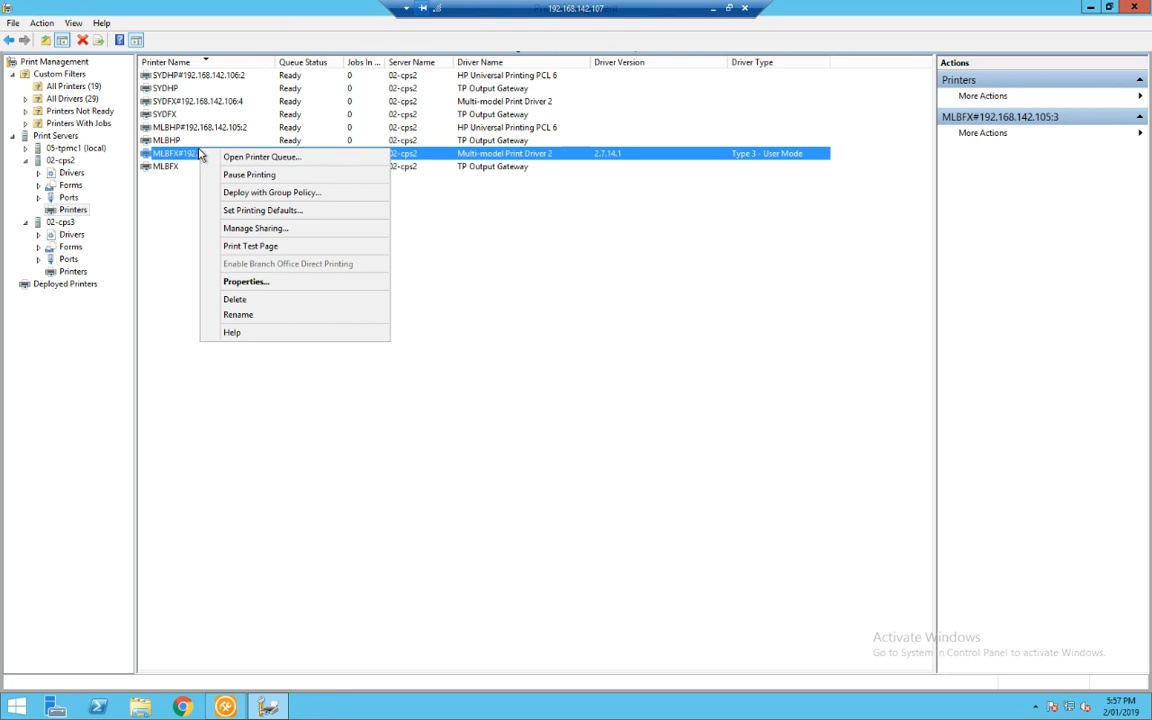 192.168.142.107
File Action View Help
Print Management
Custom Filters
All Printers (19)
All Drivers (29)
Printers Not Ready
Printers With Jobs
Print Servers
05-tpmc1 (local)
02-cps2
Drivers
Forms
Ports
Printers
02-cps3
Drivers
Forms
Ports
Printers
Deployed Printers
Printer Name Queue Status Jobs In ... Server Name Driver Name Driver Version Driver Type
SYDHP#192.168.142.106:2 Ready 0 02-cps2 HP Universal Printing PCL 6
SYDHP Ready 0 02-cps2 TP Output Gateway
SYDFX#192.168.142.106:4 Ready 0 02-cps2 Multi-model Print Driver 2
SYDFX Ready 0 02-cps2 TP Output Gateway
MLBHP#192.168.142.105:2 Ready 0 02-cps2 HP Universal Printing PCL 6
MLBHP Ready 0 02-cps2 TP Output Gateway
MLBFX#192. 02-cps2 Multi-model Print Driver 2 2.7.14.1 Type 3 - User Mode
MLBFX 02-cps2 TP Output Gateway
Open Printer Queue...
Pause Printing
Deploy with Group Policy...
Set Printing Defaults...
Manage Sharing...
Print Test Page
Enable Branch Office Direct Printing
Properties...
Delete
Rename
Help
Actions
Printers
More Actions
MLBFX#192.168.142.105:3
More Actions
Activate Windows
Go to System in Control Panel to activate Windows.
5:57 PM
2/01/2019